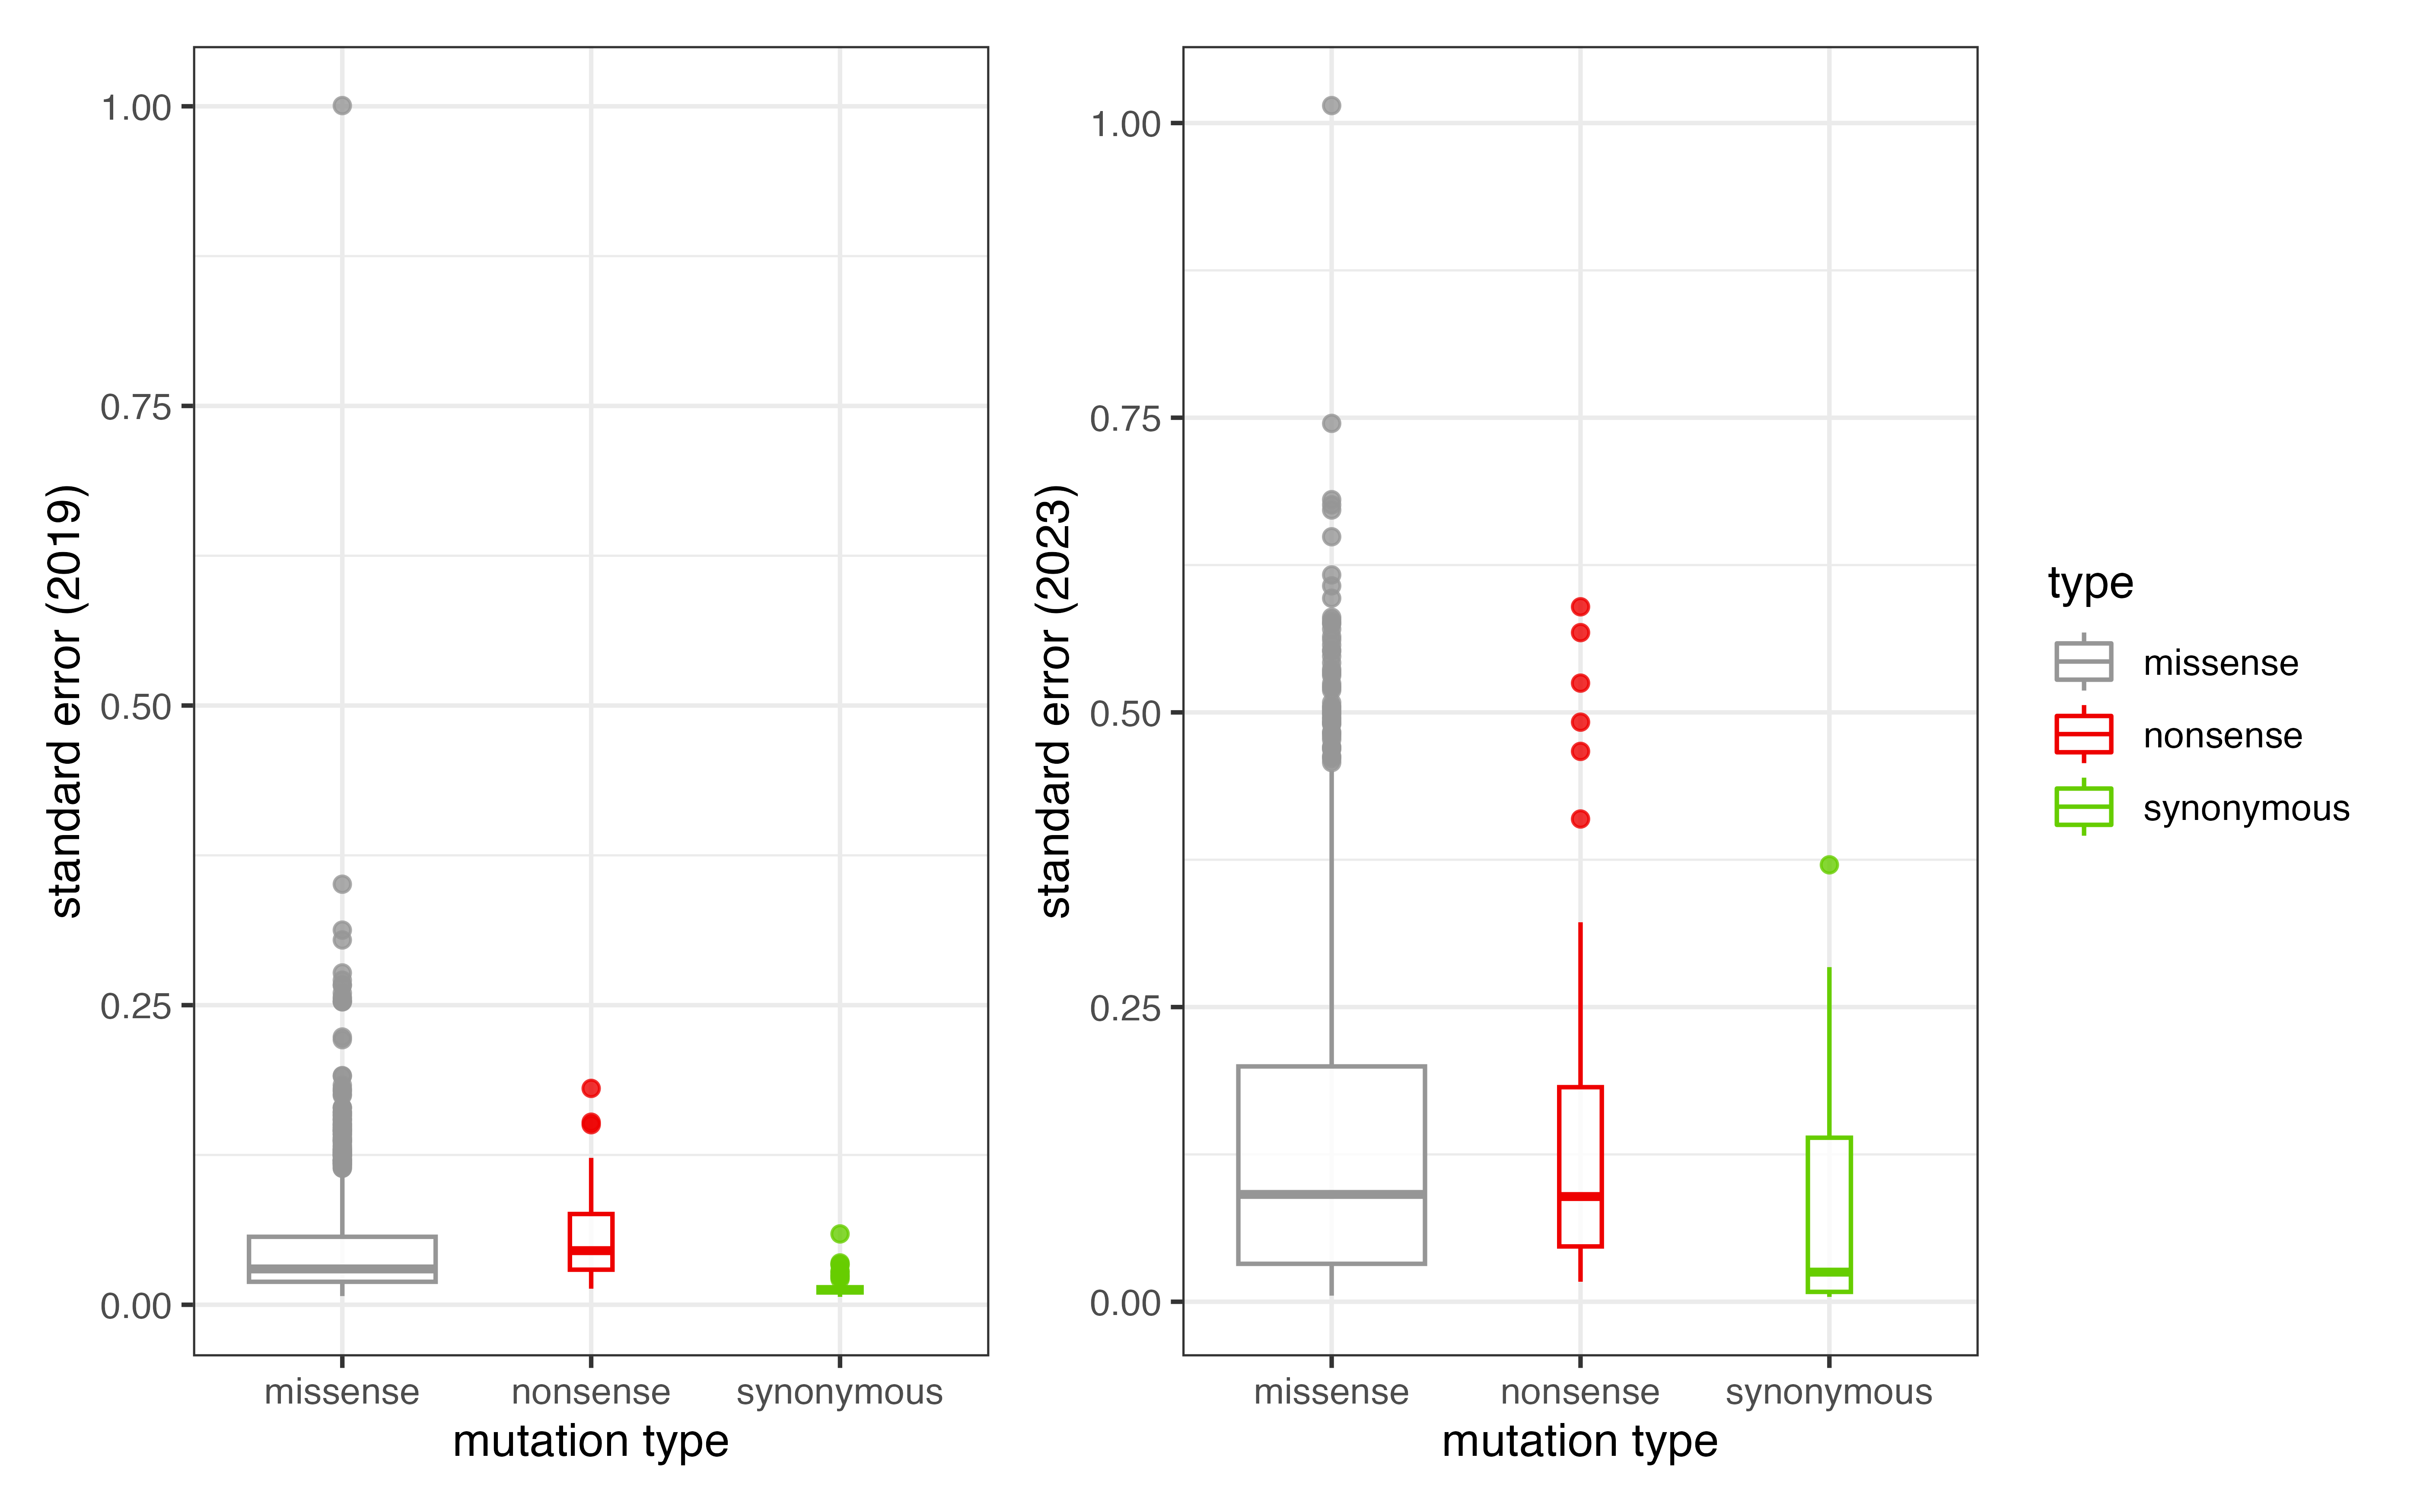 standard error (2019)
1.00
0.75
0.50
0.25
0.00
missense nonsense synonymous
mutation type
standard error (2023)
1.00
0.75
0.50
0.25
0.00
missense nonsense synonymous
mutation type
type
missense
nonsense
synonymous